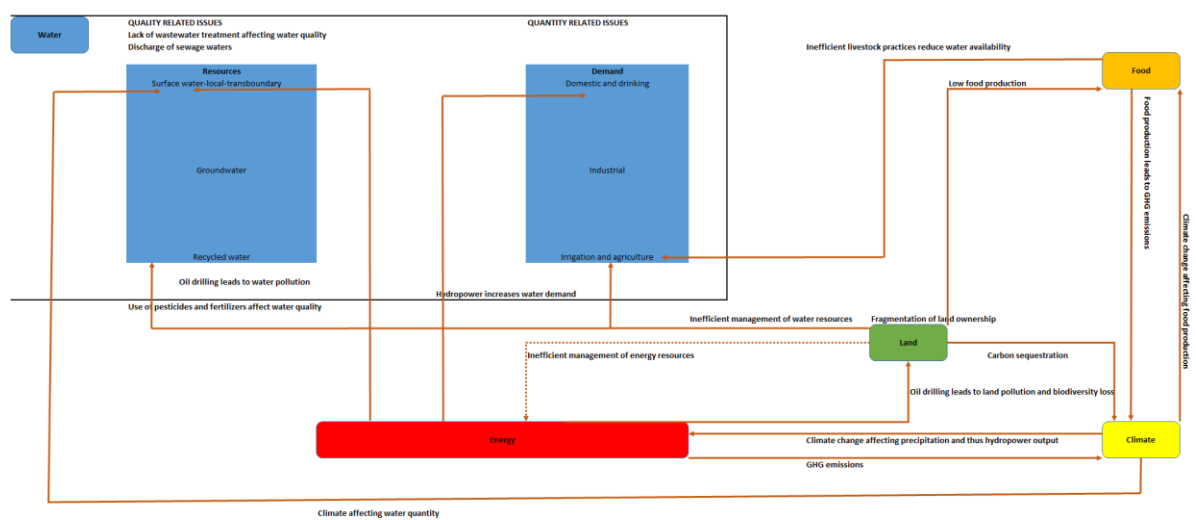 QUALITY RELATED ISSUES
QUANTITY RELATED ISSUES
Water
Lack of wastewater treatment affecting water quality
Discharge of sewage waters
Inefficient livestock practices reduce water availability
Resources
Surface water-local-transboundary
Demand
Domestic and drinking
Food
Low food production
Food production leads to GHG emissions
Groundwater
Industrial
Climate change affecting food production
Recycled water
Irrigation and agriculture
Oil drilling leads to water pollution
Hydropower increases water demand
Use of pesticides and fertilizers affect water quality
Inefficient management of water resources
Fragmentation of land ownership
Land
Inefficient management of energy resources
Carbon sequestration
Oil drilling leads to land pollution and biodiversity loss
Energy
Climate change affecting precipitation and thus hydropower output
Climate
GHG emissions
Climate affecting water quantity